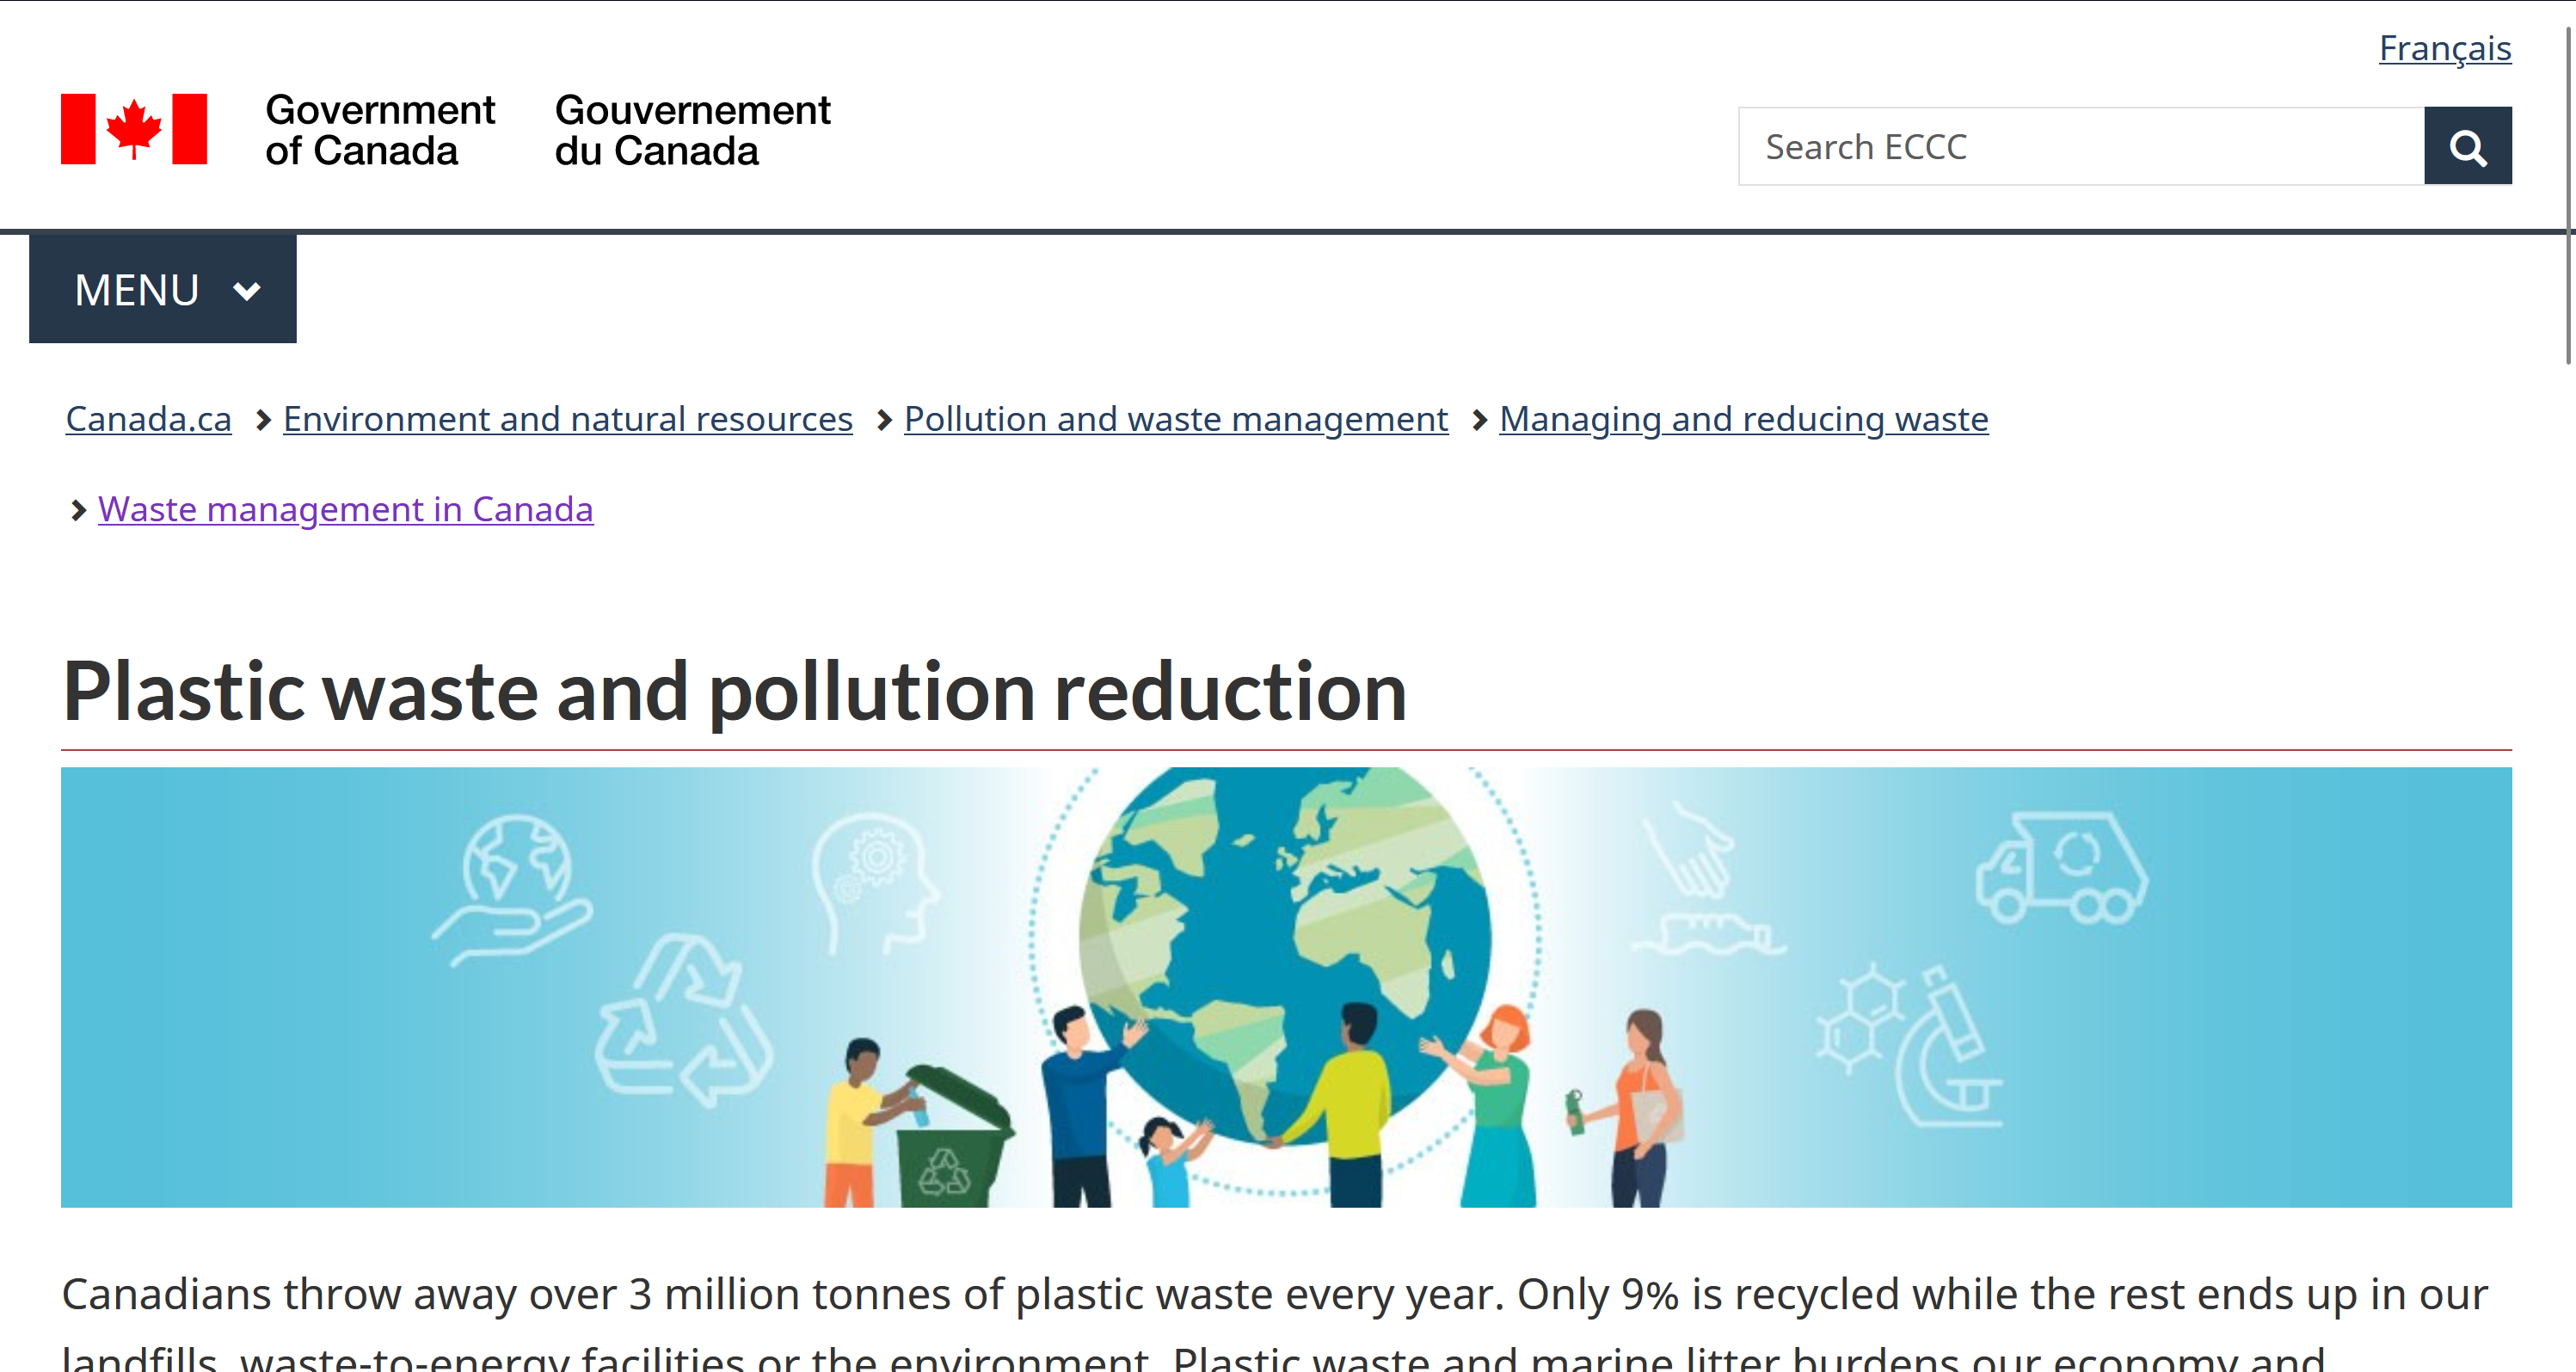 Français
Government
of Canada
Gouvernement
du Canada
Search ECCC
MENU
Canada.ca > Environment and natural resources > Pollution and waste management > Managing and reducing waste
> Waste management in Canada
Plastic waste and pollution reduction
Canadians throw away over 3 million tonnes of plastic waste every year. Only 9% is recycled while the rest ends up in our
landfills, waste-to-energy facilities or the environment. Plastic waste and marine litter burdens our economy and